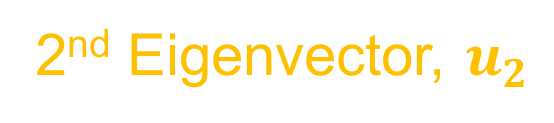 2nd Eigenvector, u2